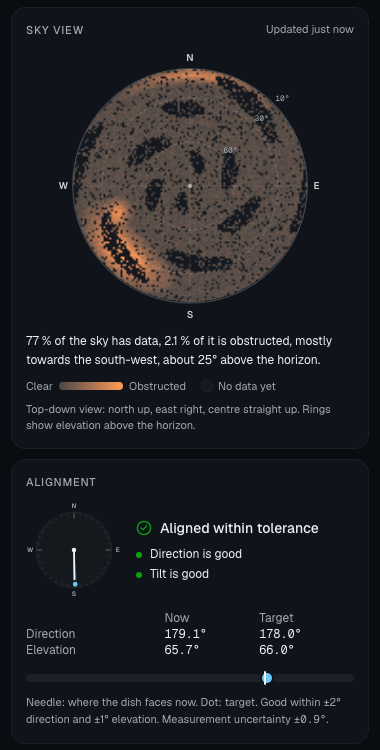 SKY VIEW
Updated just now
N
10°
30°
60°
W
E
S
77 % of the sky has data, 2.1 % of it is obstructed, mostly
towards the south-west, about 25° above the horizon.
Clear
Obstructed
No data yet
Top-down view: north up, east right, centre straight up. Rings
show elevation above the horizon.
ALIGNMENT
N
W
E
S
Aligned within tolerance
Direction is good
Tilt is good
Now Target
Direction 179.1° 178.0°
Elevation 65.7° 66.0°
Needle: where the dish faces now. Dot: target. Good within ±2°
direction and ±1° elevation. Measurement uncertainty ±0.9°.